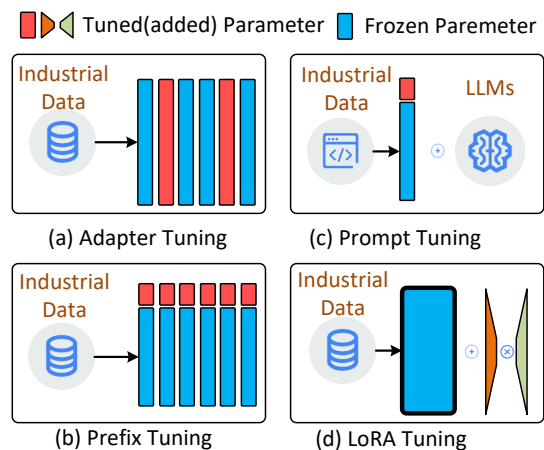 Tuned(added) Parameter
Frozen Paremeter
Industrial
Data
(a) Adapter Tuning
Industrial
Data
LLMs
(c) Prompt Tuning
Industrial
Data
(b) Prefix Tuning
Industrial
Data
(d) LoRA Tuning